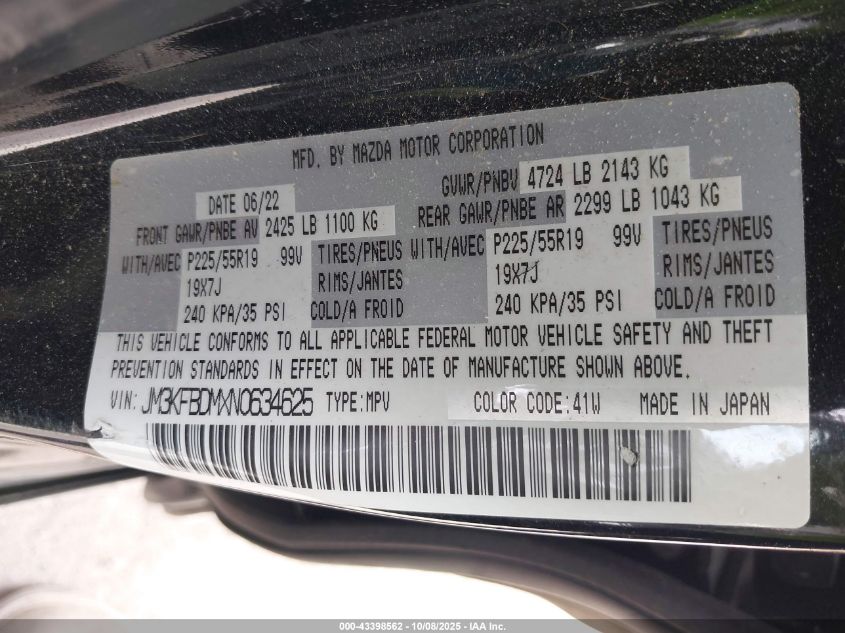 MFD. BY MAZDA MOTOR CORPORATION
DATE 06/22 GVWR/PNBV 4724 LB 2143 KG
FRONT GAWR/PNBE AV 2425 LB 1100 KG REAR GAWR/PNBE AR 2299 LB 1043 KG
WITH/AVEC P225/55R19 99V TIRES/PNEUS WITH/AVEC P225/55R19 99V TIRES/PNEUS
19X7J RIMS/JANTES 19X7J RIMS/JANTES
240 KPA/35 PSI COLD/A FROID 240 KPA/35 PSI COLD/A FROID
THIS VEHICLE CONFORMS TO ALL APPLICABLE FEDERAL MOTOR VEHICLE SAFETY AND THEFT
PREVENTION STANDARDS IN EFFECT ON THE DATE OF MANUFACTURE SHOWN ABOVE.
VIN: JM3KFBDMXN0634625 TYPE:MPV COLOR CODE:41W MADE IN JAPAN
000-43398562 - 10/08/2025 - IAA Inc.